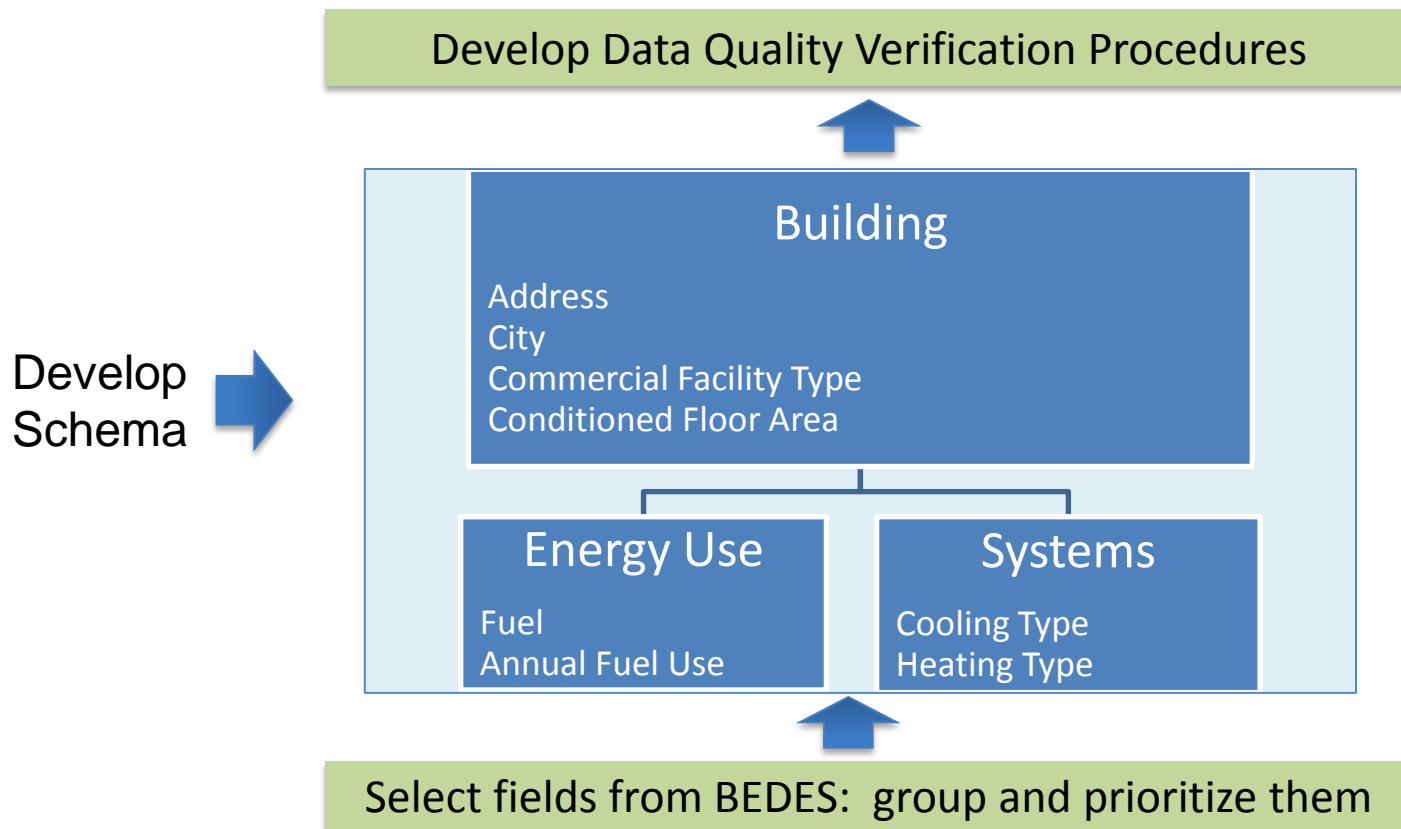 Develop Data Quality Verification Procedures
Building
Address
City
Commercial Facility Type
Conditioned Floor Area
Develop
Schema
Energy Use
Fuel
Annual Fuel Use
Systems
Cooling Type
Heating Type
Select fields from BEDES:  group and prioritize them